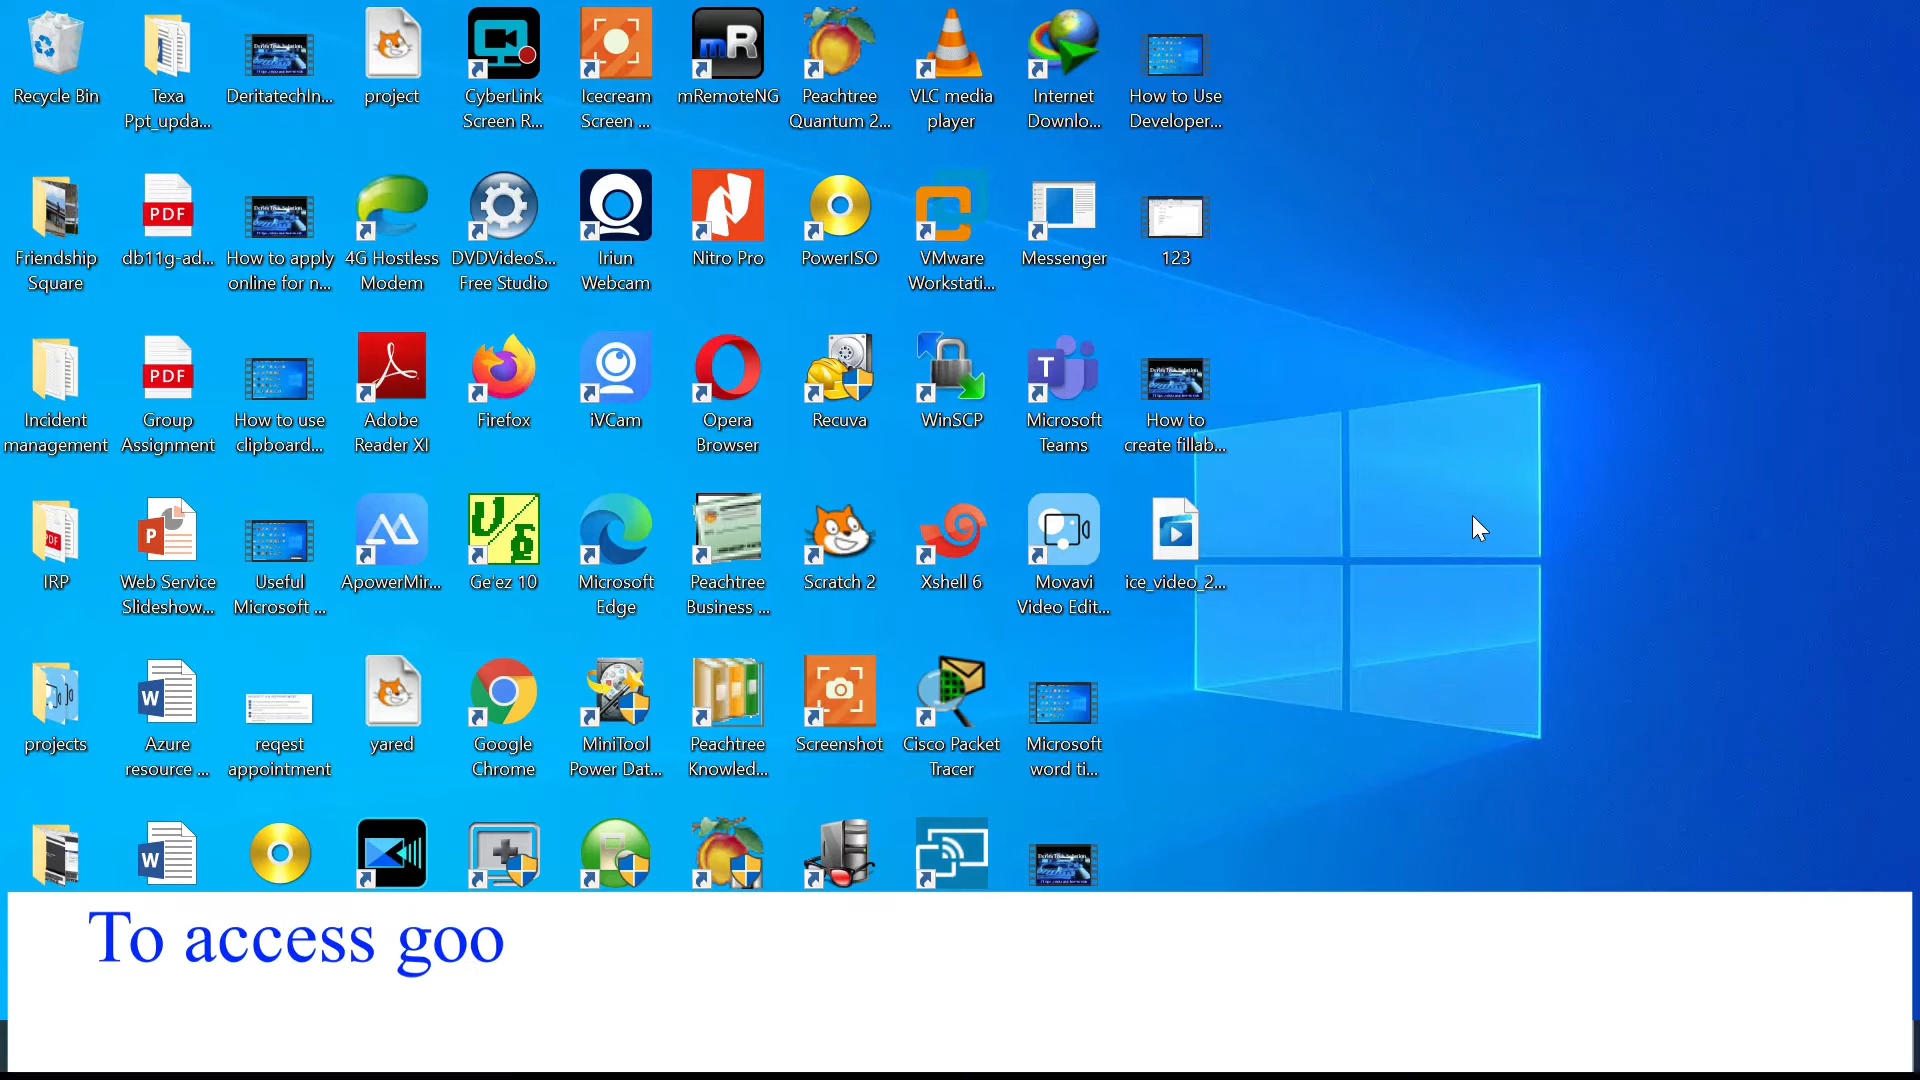 Recycle Bin
Texa
Ppt_upda...
DeritatechIn...
project
CyberLink
Screen R...
Icecream
Screen ...
mRemoteNG
Peachtree
Quantum 2...
VLC media
player
Internet
Downlo...
How to Use
Developer...
Friendship
Square
db11g-ad...
How to apply
online for n...
4G Hostless
Modem
DVDVideoS...
Free Studio
Iriun
Webcam
Nitro Pro
PowerISO
VMware
Workstati...
Messenger
123
Incident
management
Group
Assignment
How to use
clipboard...
Adobe
Reader XI
Firefox
iVCam
Opera
Browser
Recuva
WinSCP
Microsoft
Teams
How to
create fillab...
IRP
Web Service
Slideshow...
Useful
Microsoft ...
ApowerMir...
Ge'ez 10
Microsoft
Edge
Peachtree
Business ...
Scratch 2
Xshell 6
Movavi
Video Edit...
ice_video_2...
projects
Azure
resource ...
reqest
appointment
yared
Google
Chrome
MiniTool
Power Dat...
Peachtree
Knowled...
Screenshot
Cisco Packet
Tracer
Microsoft
word ti...
To access goo